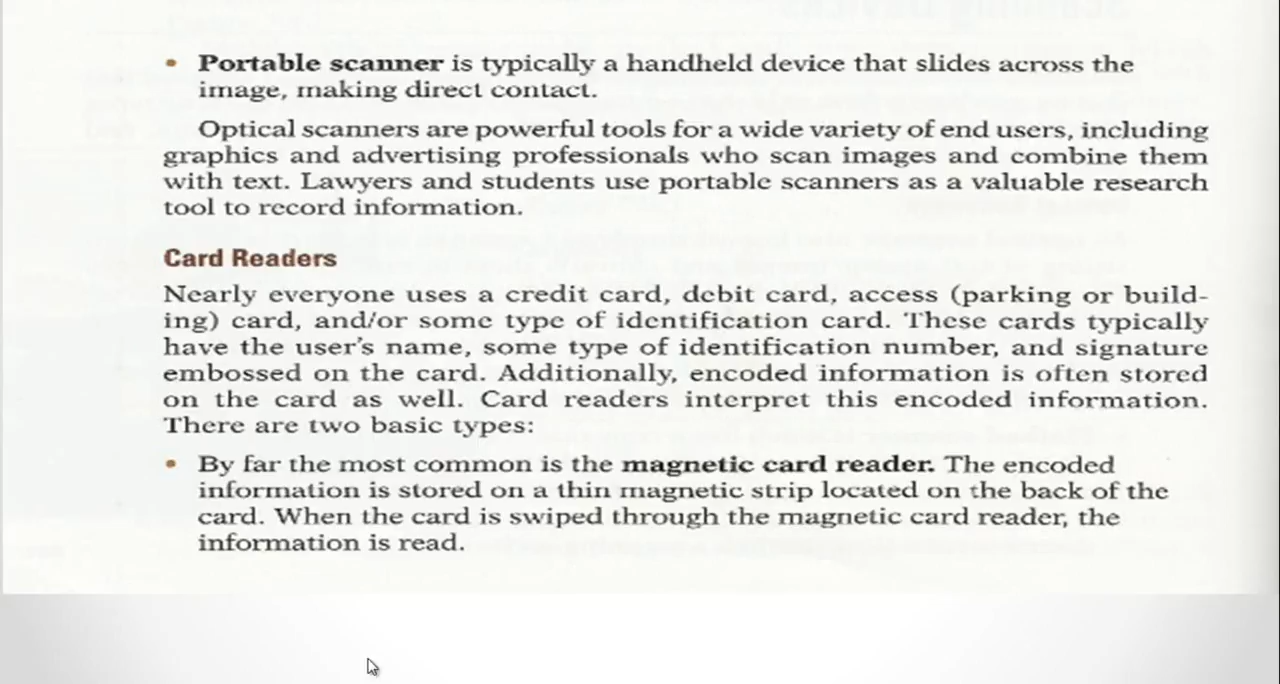 • Portable scanner is typically a handheld device that slides across the
image, making direct contact.
Optical scanners are powerful tools for a wide variety of end users, including
graphics and advertising professionals who scan images and combine them
with text. Lawyers and students use portable scanners as a valuable research
tool to record information.
Card Readers
Nearly everyone uses a credit card, debit card, access (parking or build-
ing) card, and/or some type of identification card. These cards typically
have the user's name, some type of identification number, and signature
embossed on the card. Additionally, encoded information is often stored
on the card as well. Card readers interpret this encoded information.
There are two basic types:
• By far the most common is the magnetic card reader. The encoded
information is stored on a thin magnetic strip located on the back of the
card. When the card is swiped through the magnetic card reader, the
information is read.